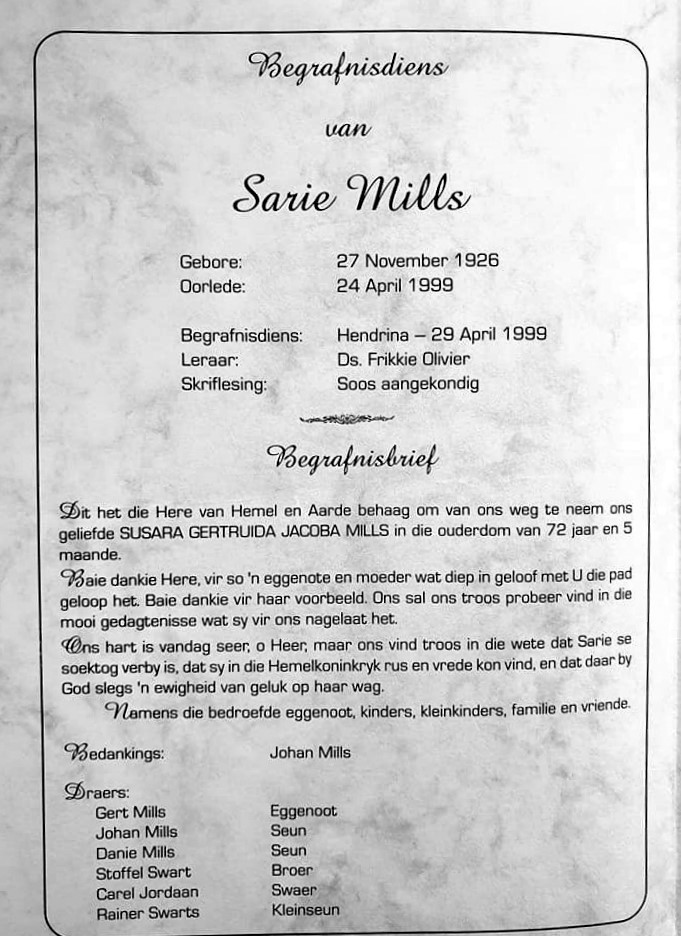 Begrafnisdiens
van
Sarie Mills
Gebore: 27 November 1926
Oorlede: 24 April 1999
Begrafnisdiens: Hendrina – 29 April 1999
Leraar: Ds. Frikkie Olivier
Skriflesing: Soos aangekondig
Begrafnisbrief
Dit het die Here van Hemel en Aarde behaag om van ons weg te neem ons
geliefde SUSARA GERTRUIDA JACOBA MILLS in die ouderdom van 72 jaar en 5
maande.
Baie dankie Here, vir so 'n eggenote en moeder wat diep in geloof met U die pad
geloop het. Baie dankie vir haar voorbeeld. Ons sal ons troos probeer vind in die
mooi gedagtenisse wat sy vir ons nagelaat het.
Ons hart is vandag seer, o Heer, maar ons vind troos in die wete dat Sarie se
soektog verby is, dat sy in die Hemelkoninkryk rus en vrede kon vind, en dat daar by
God slegs 'n ewigheid van geluk op haar wag.
Namens die bedroefde eggenoot, kinders, kleinkinders, familie en vriende.
Bedankings: Johan Mills
Draers:
Gert Mills Eggenoot
Johan Mills Seun
Danie Mills Seun
Stoffel Swart Broer
Carel Jordaan Swaer
Rainer Swarts Kleinseun